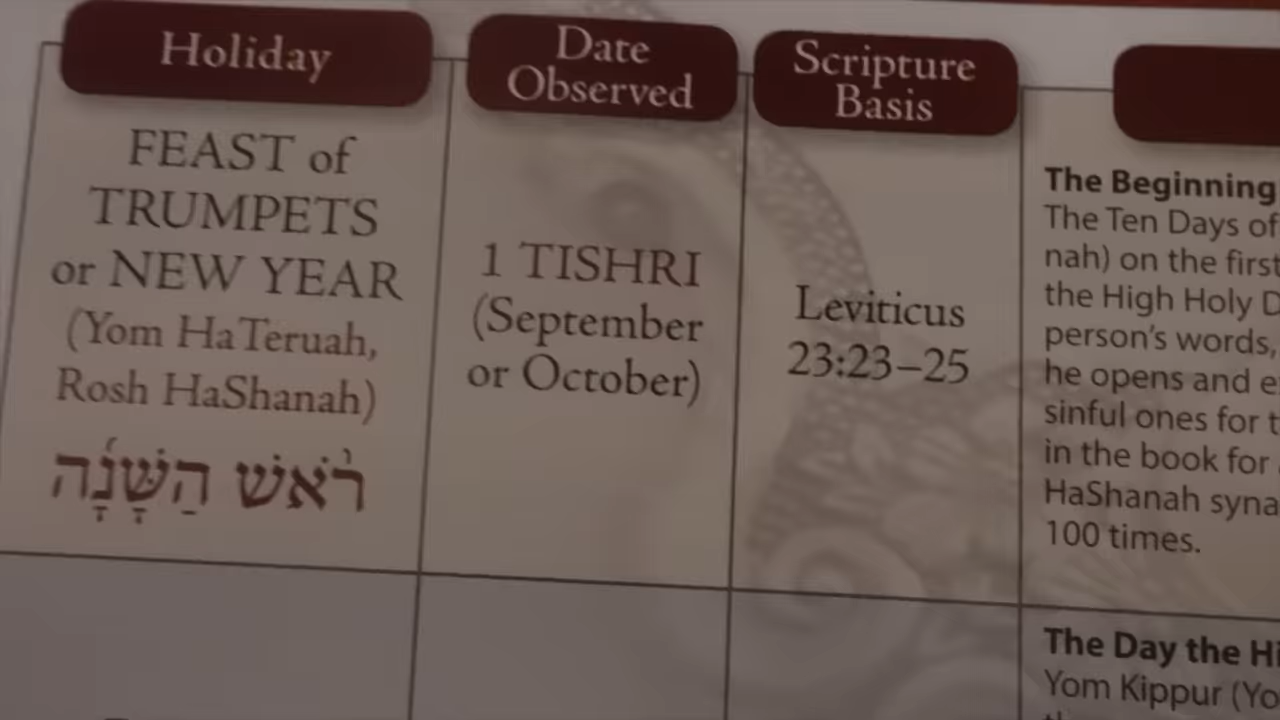 Holiday
Date
Observed
Scripture
Basis
FEAST of
TRUMPETS
or NEW YEAR
(Yom HaTeruah,
Rosh HaShanah)
רֹאשׁ הַשָּׁנָה
1 TISHRI
(September
or October)
Leviticus
23:23–25
The Beginning
The Ten Days of
nah) on the first
the High Holy D
person's words,
he opens and e
sinful ones for t
in the book for
HaShanah syna
100 times.
The Day the Hi
Yom Kippur (Yo